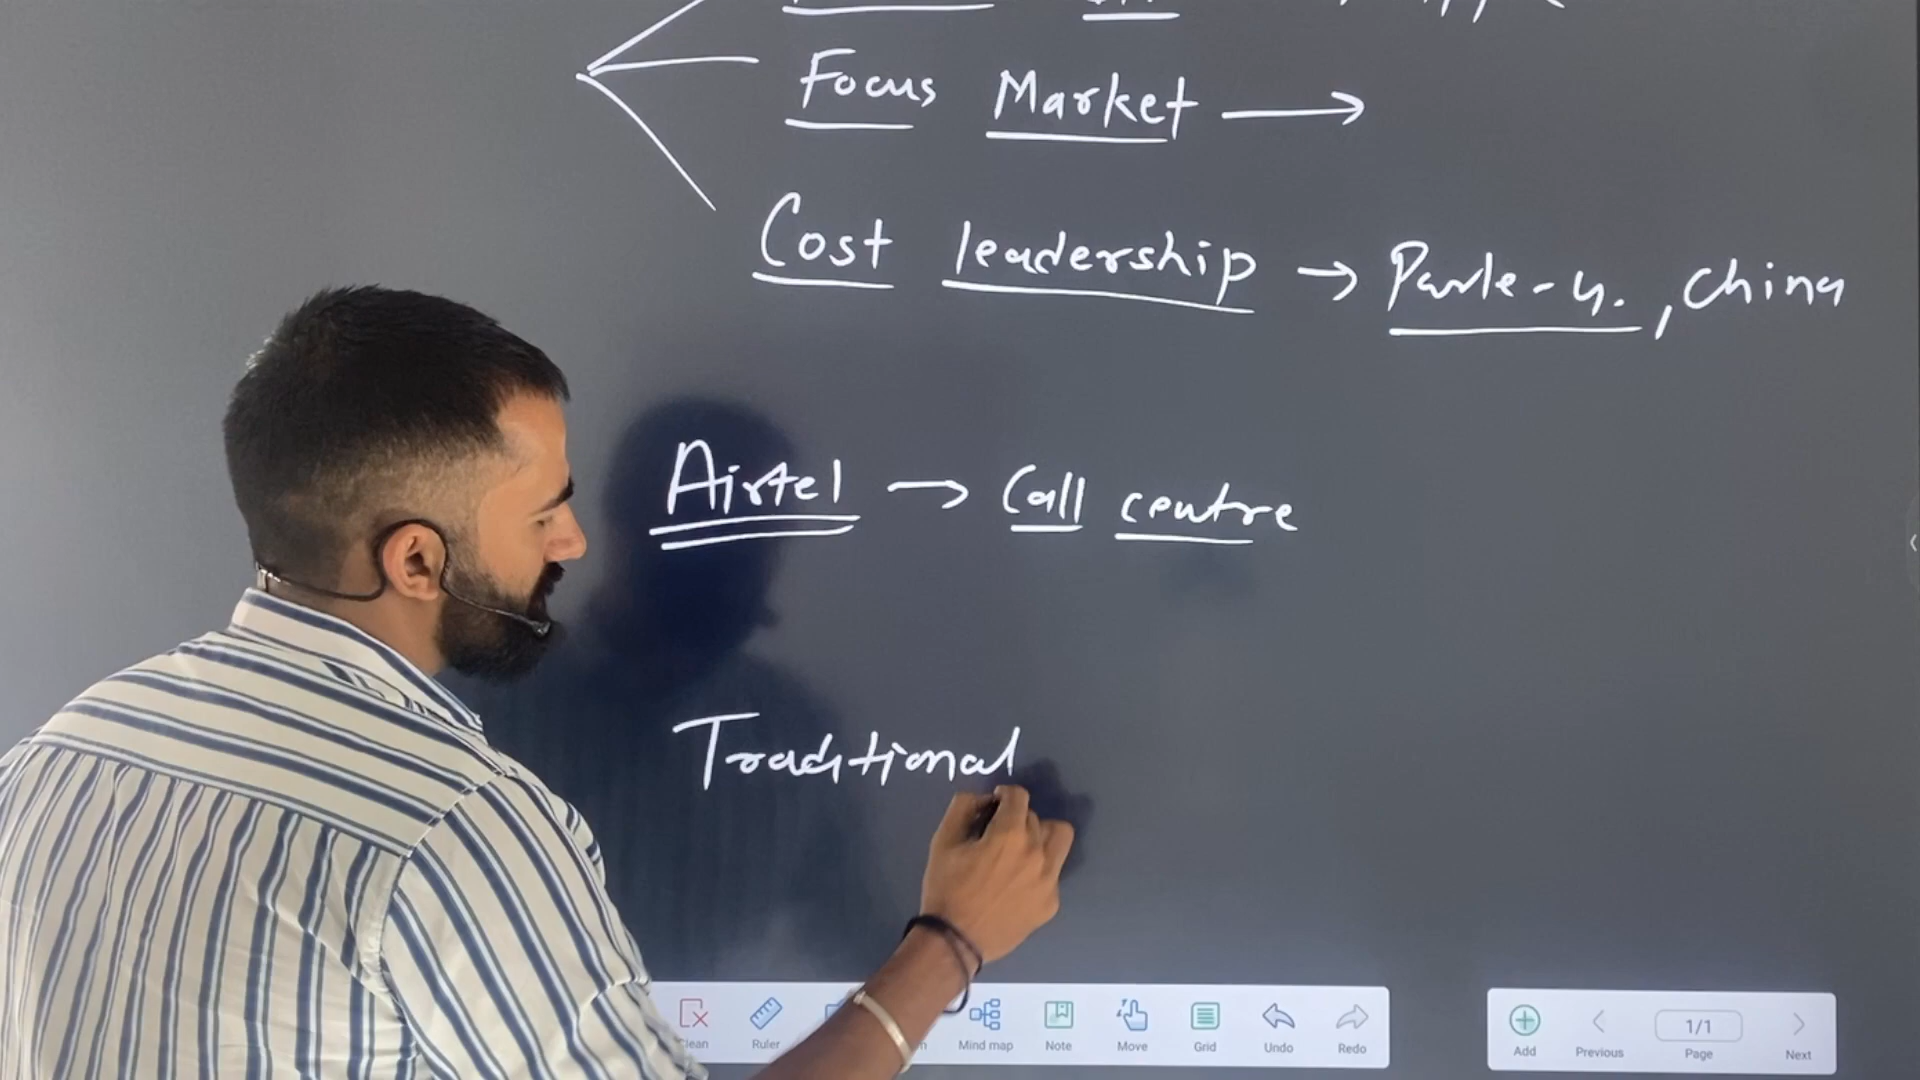 Focus Market →
Cost leadership → Parle-G. , China
Airtel → Call centre
Traditional
Clean Ruler Mind map Note Move Grid Undo Redo
Add Previous 1/1 Page Next